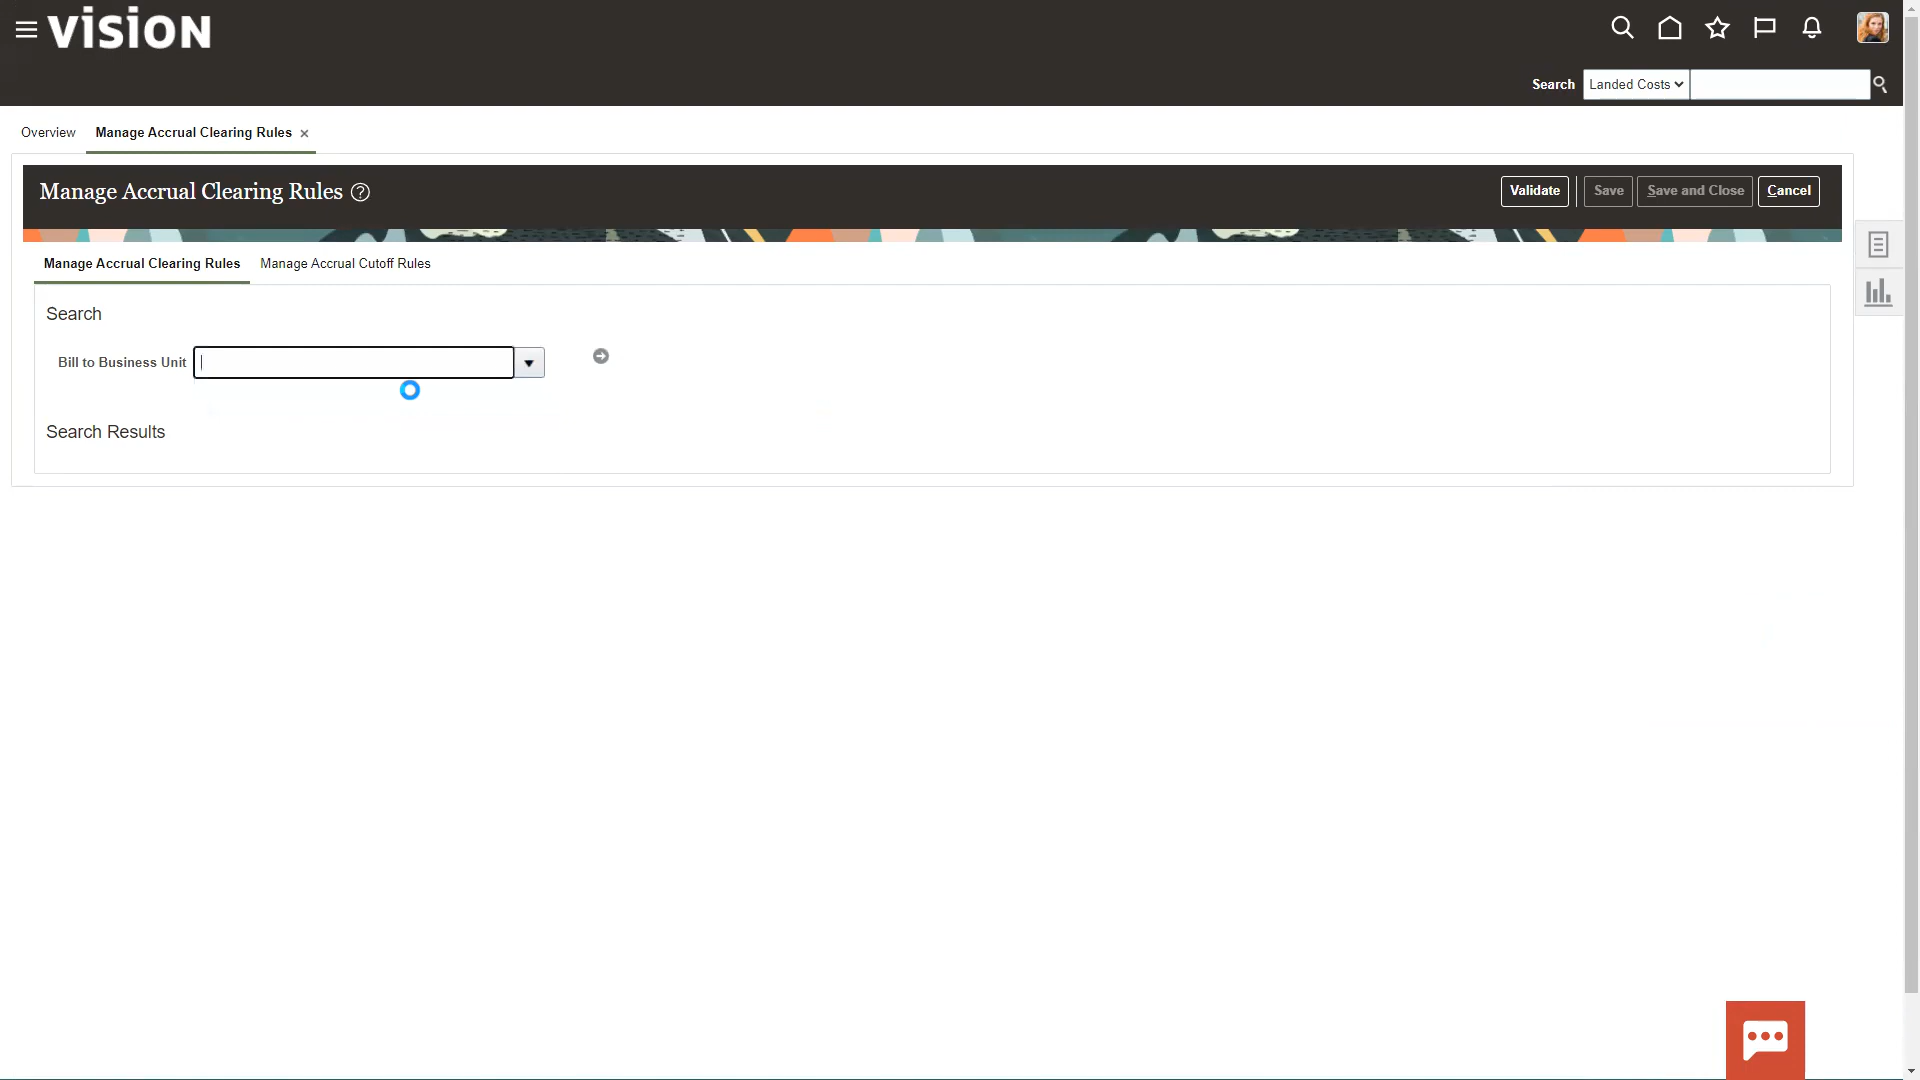 vision
Search Landed Costs
Overview Manage Accrual Clearing Rules ×
Manage Accrual Clearing Rules ?
Validate Save Save and Close Cancel
Manage Accrual Clearing Rules Manage Accrual Cutoff Rules
Search
Bill to Business Unit
Search Results